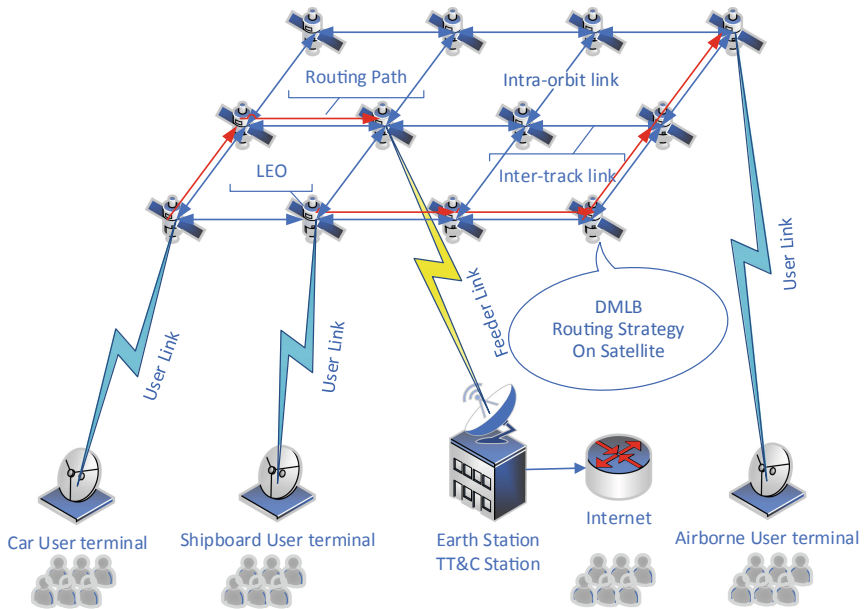 Routing Path
Intra-orbit link
LEO
Inter-track link
User Link
User Link
Feeder Link
User Link
DMLB
Routing Strategy
On Satellite
Car User terminal
Shipboard User terminal
Earth Station
TT&C Station
Internet
Airborne User terminal